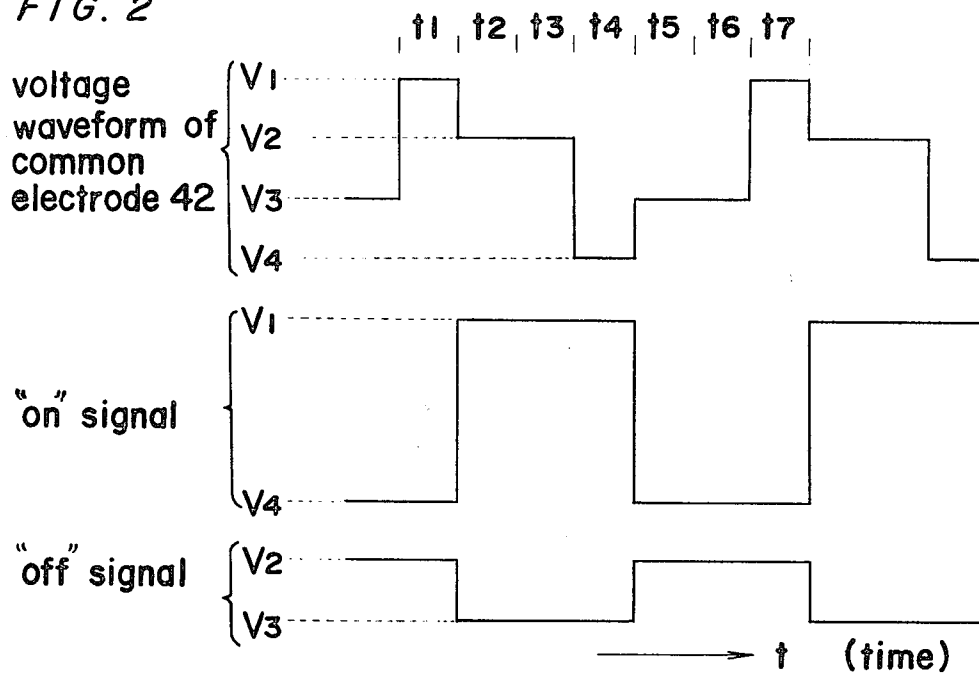 FIG. 2
t1 t2 t3 t4 t5 t6 t7
voltage
waveform of
common
electrode 42
V1
V2
V3
V4
"on" signal
V1
V4
"off" signal
V2
V3
t (time)